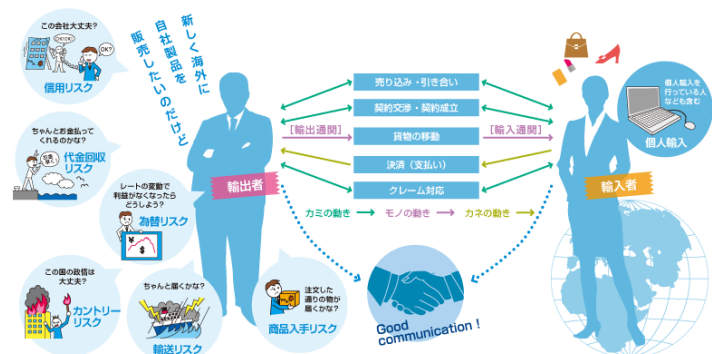 新しく海外に
自社製品を
販売したいのだけど
この会社大丈夫？
OK!OK!
OK?
信用リスク
ちゃんとお金払って
くれるのかな？
代金回収
リスク
レートの変動で
利益がなくなったら
どうしよう？
為替リスク
¥
$
この国の政情は
大丈夫？
カントリー
リスク
ちゃんと届くかな？
輸送リスク
注文した
通りの物が
届くかな？
商品入手リスク
輸出者
売り込み・引き合い
契約交渉・契約成立
［輸出通関］
貨物の移動
［輸入通関］
決済（支払い）
クレーム対応
カミの動き
モノの動き
カネの動き
Good
communication！
輸入者
個人輸入を
行っている人
なども含む
個人輸入